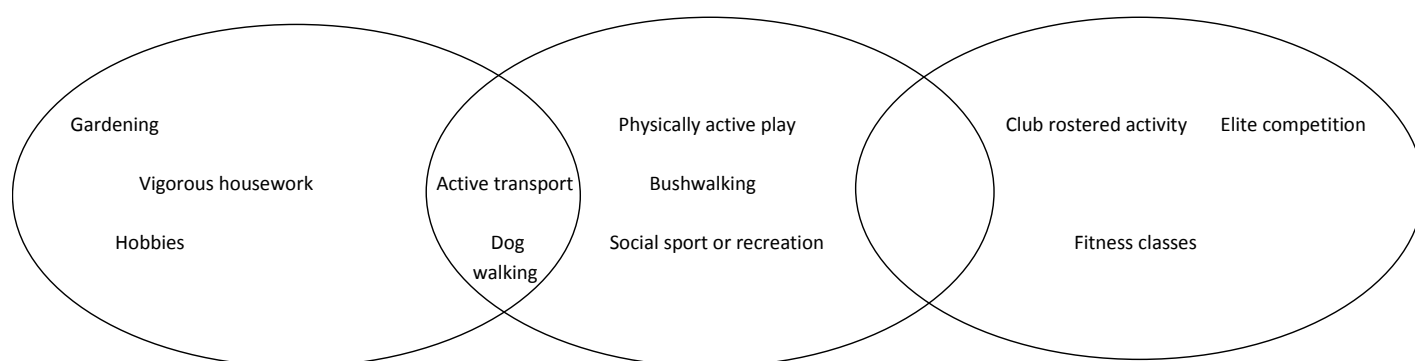 Gardening
Vigorous housework
Hobbies
Active transport
Dog
walking
Physically active play
Bushwalking
Social sport or recreation
Club rostered activity
Elite competition
Fitness classes